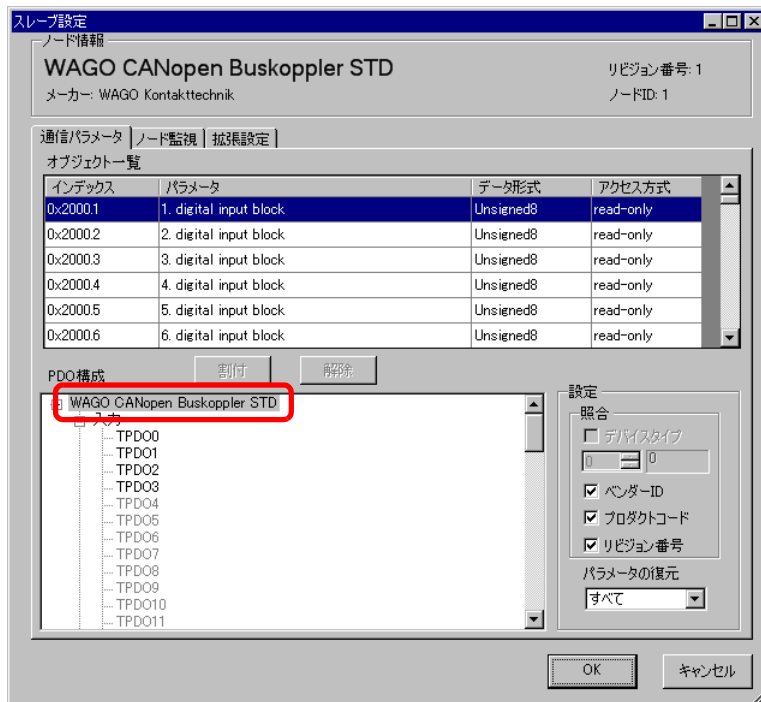 スレーブ設定
ノード情報
WAGO CANopen Buskoppler STD
リビジョン番号: 1
メーカー: WAGO Kontakttechnik
ノードID: 1
通信パラメータ ノード監視 拡張設定
オブジェクト一覧
インデックス パラメータ データ形式 アクセス方式
0x2000.1 1. digital input block Unsigned8 read-only
0x2000.2 2. digital input block Unsigned8 read-only
0x2000.3 3. digital input block Unsigned8 read-only
0x2000.4 4. digital input block Unsigned8 read-only
0x2000.5 5. digital input block Unsigned8 read-only
0x2000.6 6. digital input block Unsigned8 read-only
PDO構成
割付 解除
WAGO CANopen Buskoppler STD
入力
TPDO0
TPDO1
TPDO2
TPDO3
TPDO4
TPDO5
TPDO6
TPDO7
TPDO8
TPDO9
TPDO10
TPDO11
設定
照合
デバイスタイプ
0 0
ベンダーID
プロダクトコード
リビジョン番号
パラメータの復元
すべて
OK キャンセル